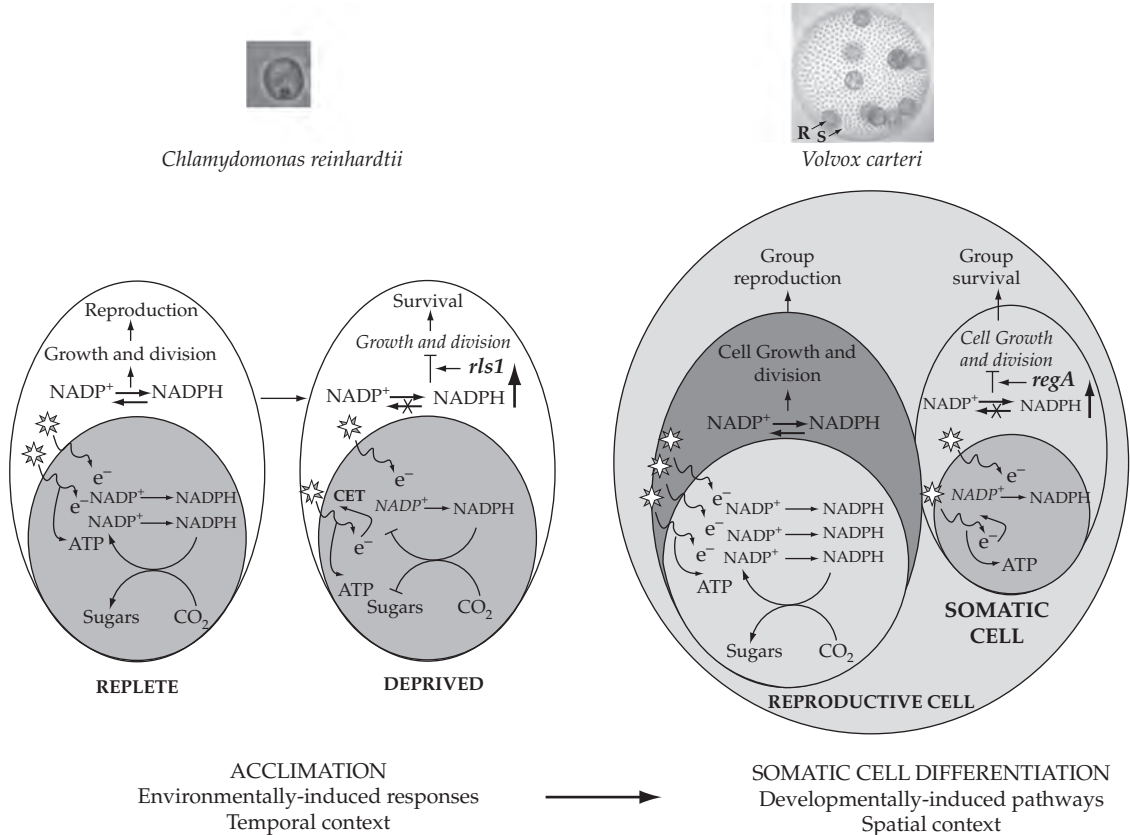 R S
Chlamydomonas reinhardtii
Volvox carteri
Reproduction
Growth and division
NADP+ NADPH
e−
e− NADP+ NADPH
NADP+ NADPH
ATP
Sugars CO2
REPLETE
Survival
Growth and division
rls1
NADP+ NADPH
e−
CET NADP+ NADPH
e−
ATP
Sugars CO2
DEPRIVED
Group
reproduction
Cell Growth and
division
NADP+ NADPH
e− NADP+ NADPH
e− NADP+ NADPH
e− NADP+ NADPH
ATP
Sugars CO2
REPRODUCTIVE CELL
Group
survival
Cell Growth
and division
regA
NADP+ NADPH
e−
NADP+ NADPH
e−
ATP
SOMATIC
CELL
ACCLIMATION
Environmentally-induced responses
Temporal context
SOMATIC CELL DIFFERENTIATION
Developmentally-induced pathways
Spatial context